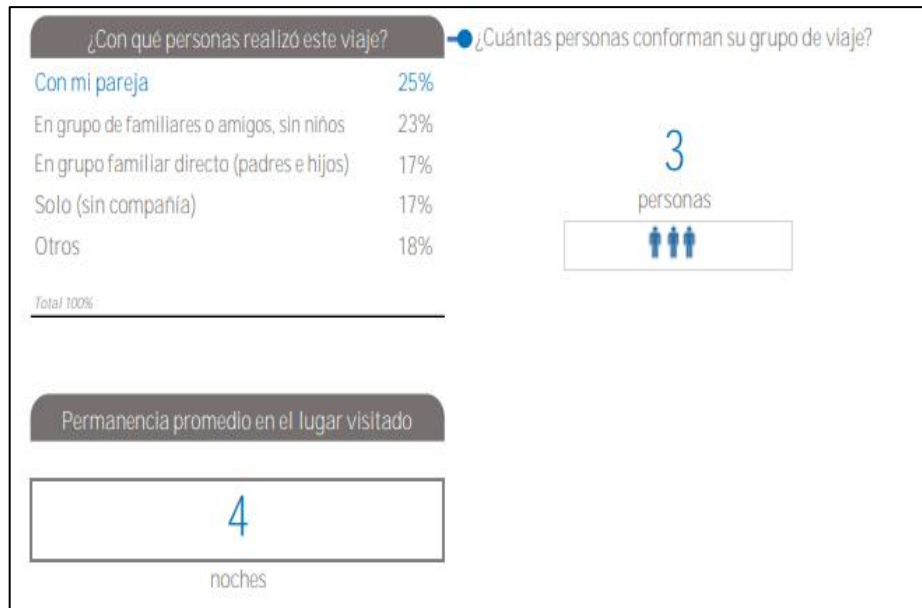 ¿Con qué personas realizó este viaje?
¿Cuántas personas conforman su grupo de viaje?
Con mi pareja 25%
En grupo de familiares o amigos, sin niños 23%
En grupo familiar directo (padres e hijos) 17%
Solo (sin compañía) 17%
Otros 18%
Total 100%
3
personas
Permanencia promedio en el lugar visitado
4
noches